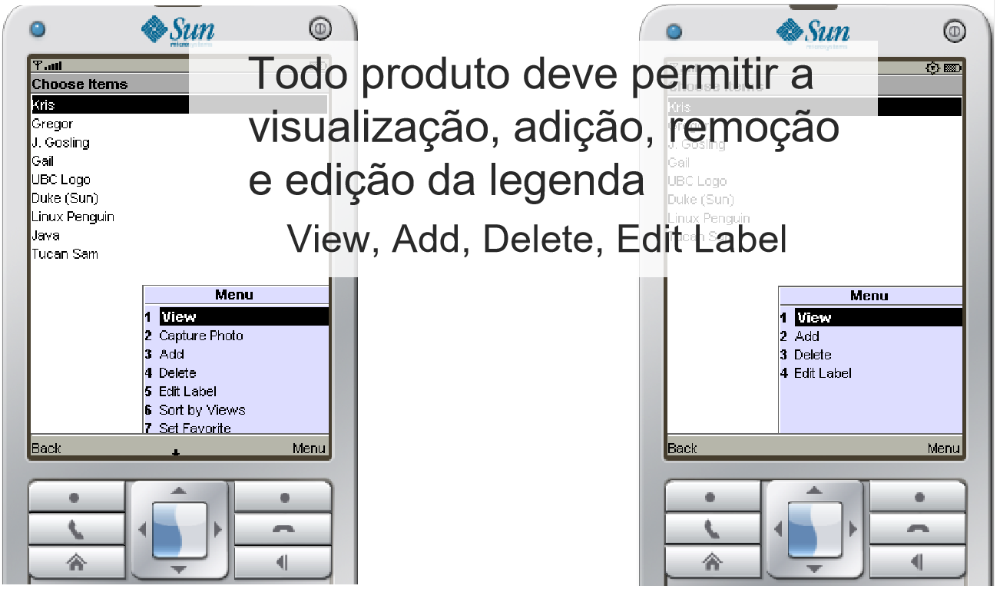 Sun
microsystems
Choose Items
Kris
Gregor
J. Gosling
Gail
UBC Logo
Duke (Sun)
Linux Penguin
Java
Tucan Sam
Menu
1 View
2 Capture Photo
3 Add
4 Delete
5 Edit Label
6 Sort by Views
7 Set Favorite
Back
Menu
Todo produto deve permitir a
visualização, adição, remoção
e edição da legenda
View, Add, Delete, Edit Label
Sun
microsystems
Choose Items
Kris
Gregor
J. Gosling
Gail
UBC Logo
Duke (Sun)
Linux Penguin
Tucan Sam
Menu
1 View
2 Add
3 Delete
4 Edit Label
Back
Menu